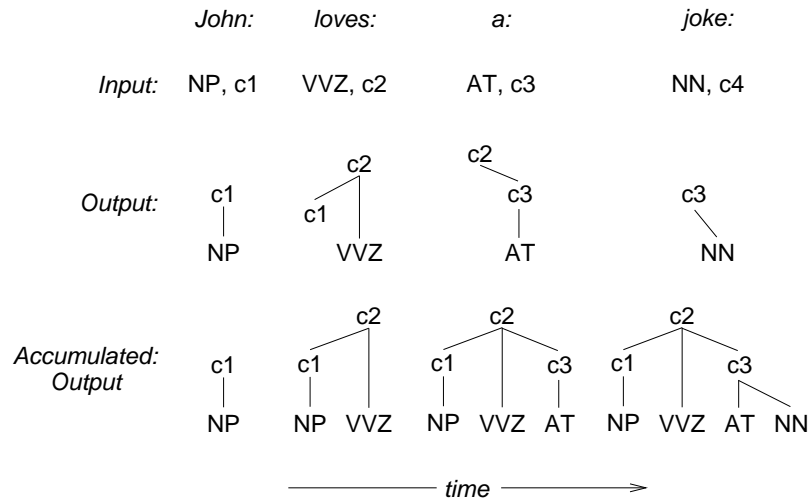 John: loves: a: joke:
Input: NP, c1 VVZ, c2 AT, c3 NN, c4
c2
c2
Output: c1 c1 c3 c3
NP VVZ AT NN
c2 c2 c2
Accumulated: c1 c1 c1 c3 c1 c3
Output
NP NP VVZ NP VVZ AT NP VVZ AT NN
time